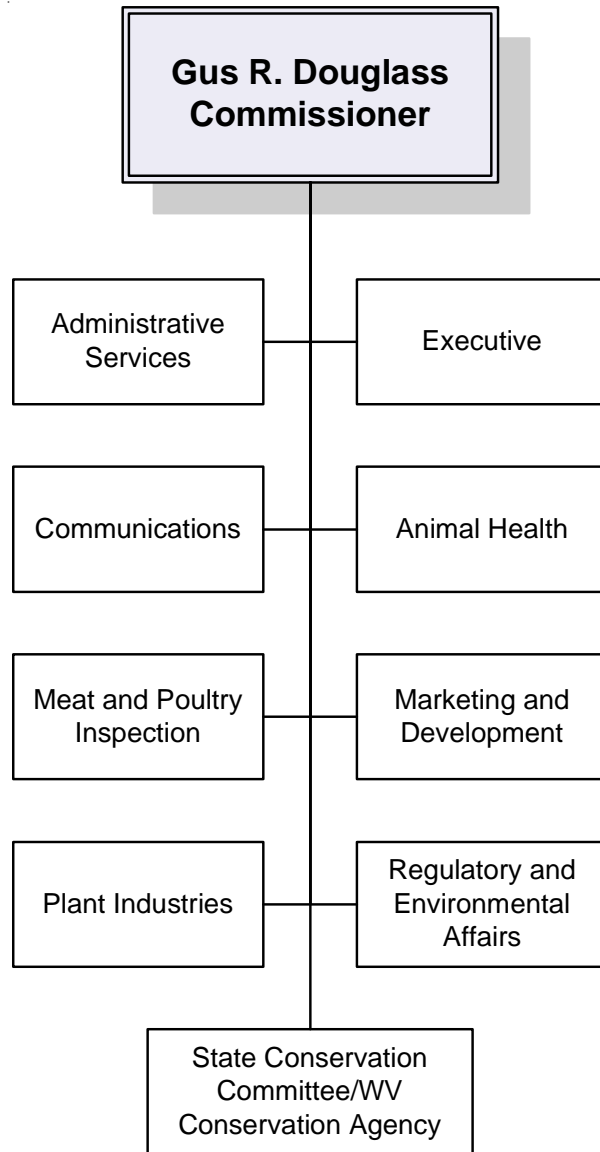 Gus R. Douglass
Commissioner
Administrative
Services
Executive
Communications
Animal Health
Meat and Poultry
Inspection
Marketing and
Development
Plant Industries
Regulatory and
Environmental
Affairs
State Conservation
Committee/WV
Conservation Agency